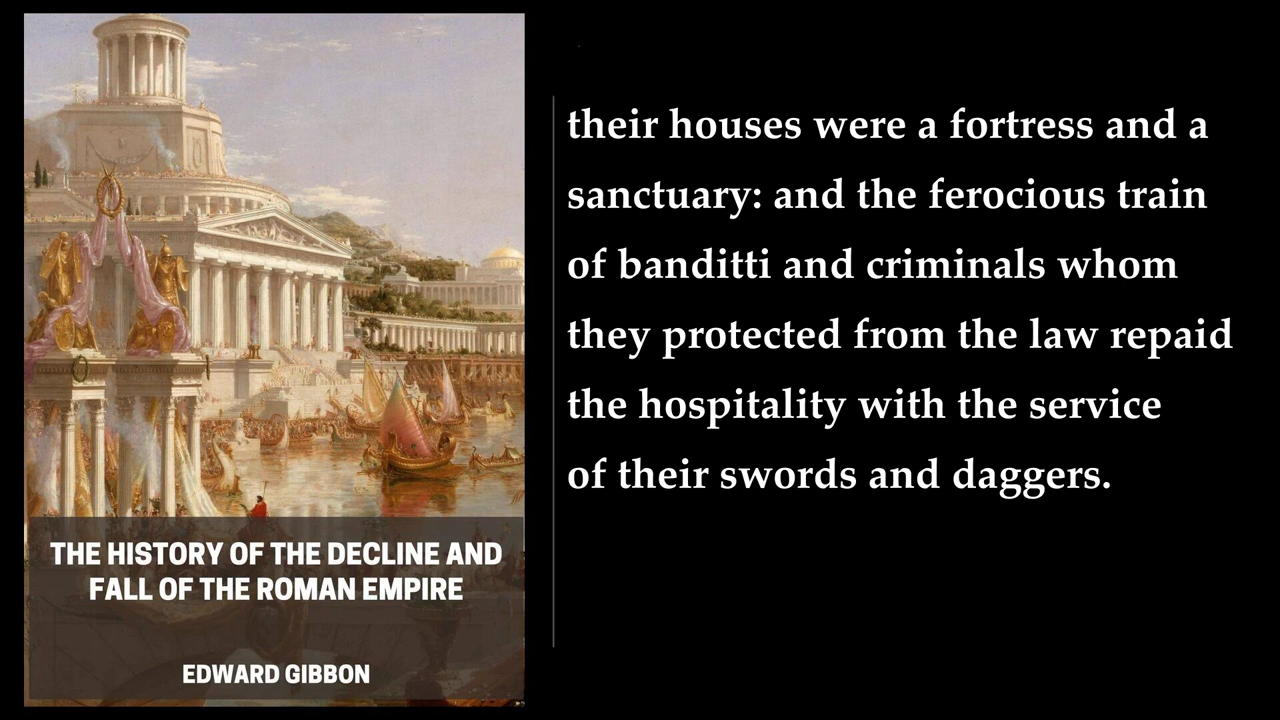 their houses were a fortress and a
sanctuary: and the ferocious train
of banditti and criminals whom
they protected from the law repaid
the hospitality with the service
of their swords and daggers.
THE HISTORY OF THE DECLINE AND
FALL OF THE ROMAN EMPIRE
EDWARD GIBBON